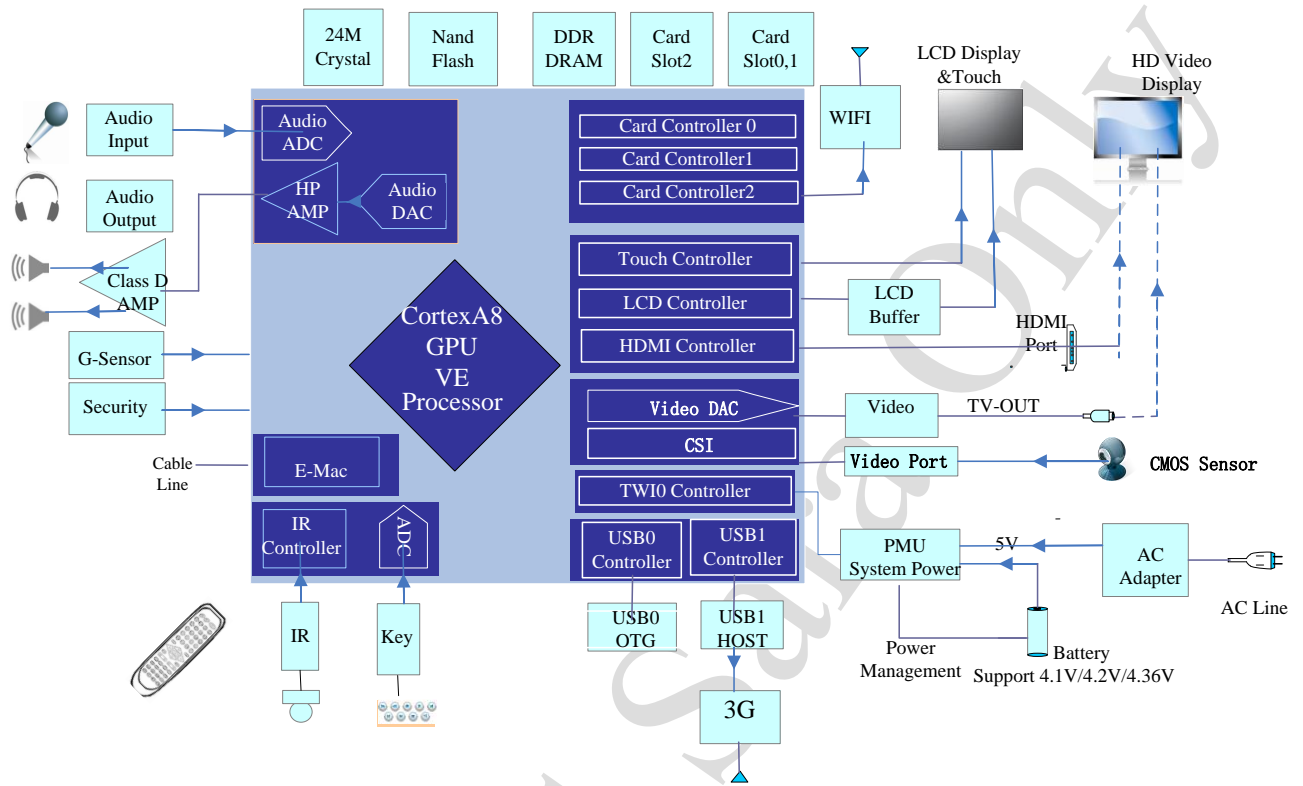 24M
Crystal
Nand
Flash
DDR
DRAM
Card
Slot2
Card
Slot0,1
LCD Display
&Touch
HD Video
Display
Audio
Input
Audio
ADC
Card Controller 0
WIFI
Card Controller1
Card Controller2
Audio
Output
HP
AMP
Audio
DAC
Class D
AMP
Touch Controller
LCD Controller
LCD
Buffer
HDMI Controller
HDMI
Port
G-Sensor
Security
CortexA8
GPU
VE
Processor
Video DAC
Video
TV-OUT
CSI
Video Port
CMOS Sensor
Cable
Line
E-Mac
TWI0 Controller
IR
Controller
ADC
USB0
Controller
USB1
Controller
PMU
System Power
5V
AC
Adapter
AC Line
IR
Key
USB0
OTG
USB1
HOST
Power
Management
Battery
Support 4.1V/4.2V/4.36V
3G
Saria Only